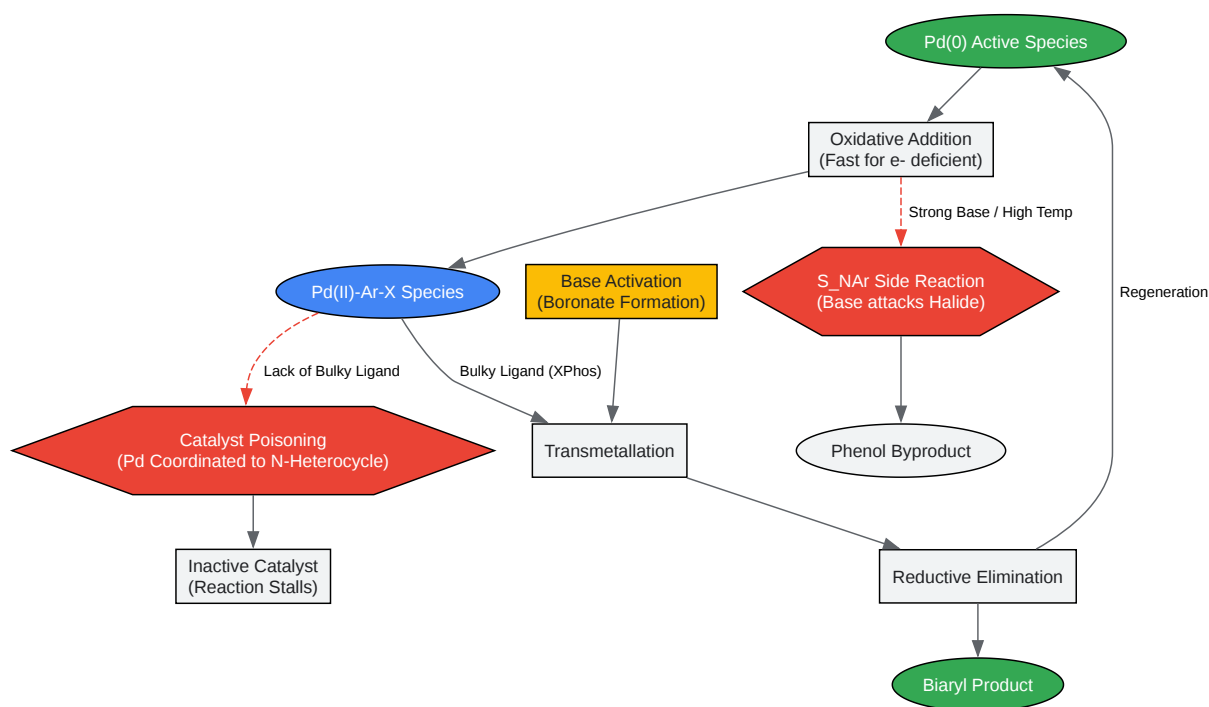 Pd(0) Active Species
Oxidative Addition
(Fast for e- deficient)
Strong Base / High Temp
Pd(II)-Ar-X Species
Base Activation
(Boronate Formation)
S_NAr Side Reaction
(Base attacks Halide)
Regeneration
Lack of Bulky Ligand
Bulky Ligand (XPhos)
Catalyst Poisoning
(Pd Coordinated to N-Heterocycle)
Transmetallation
Phenol Byproduct
Inactive Catalyst
(Reaction Stalls)
Reductive Elimination
Biaryl Product